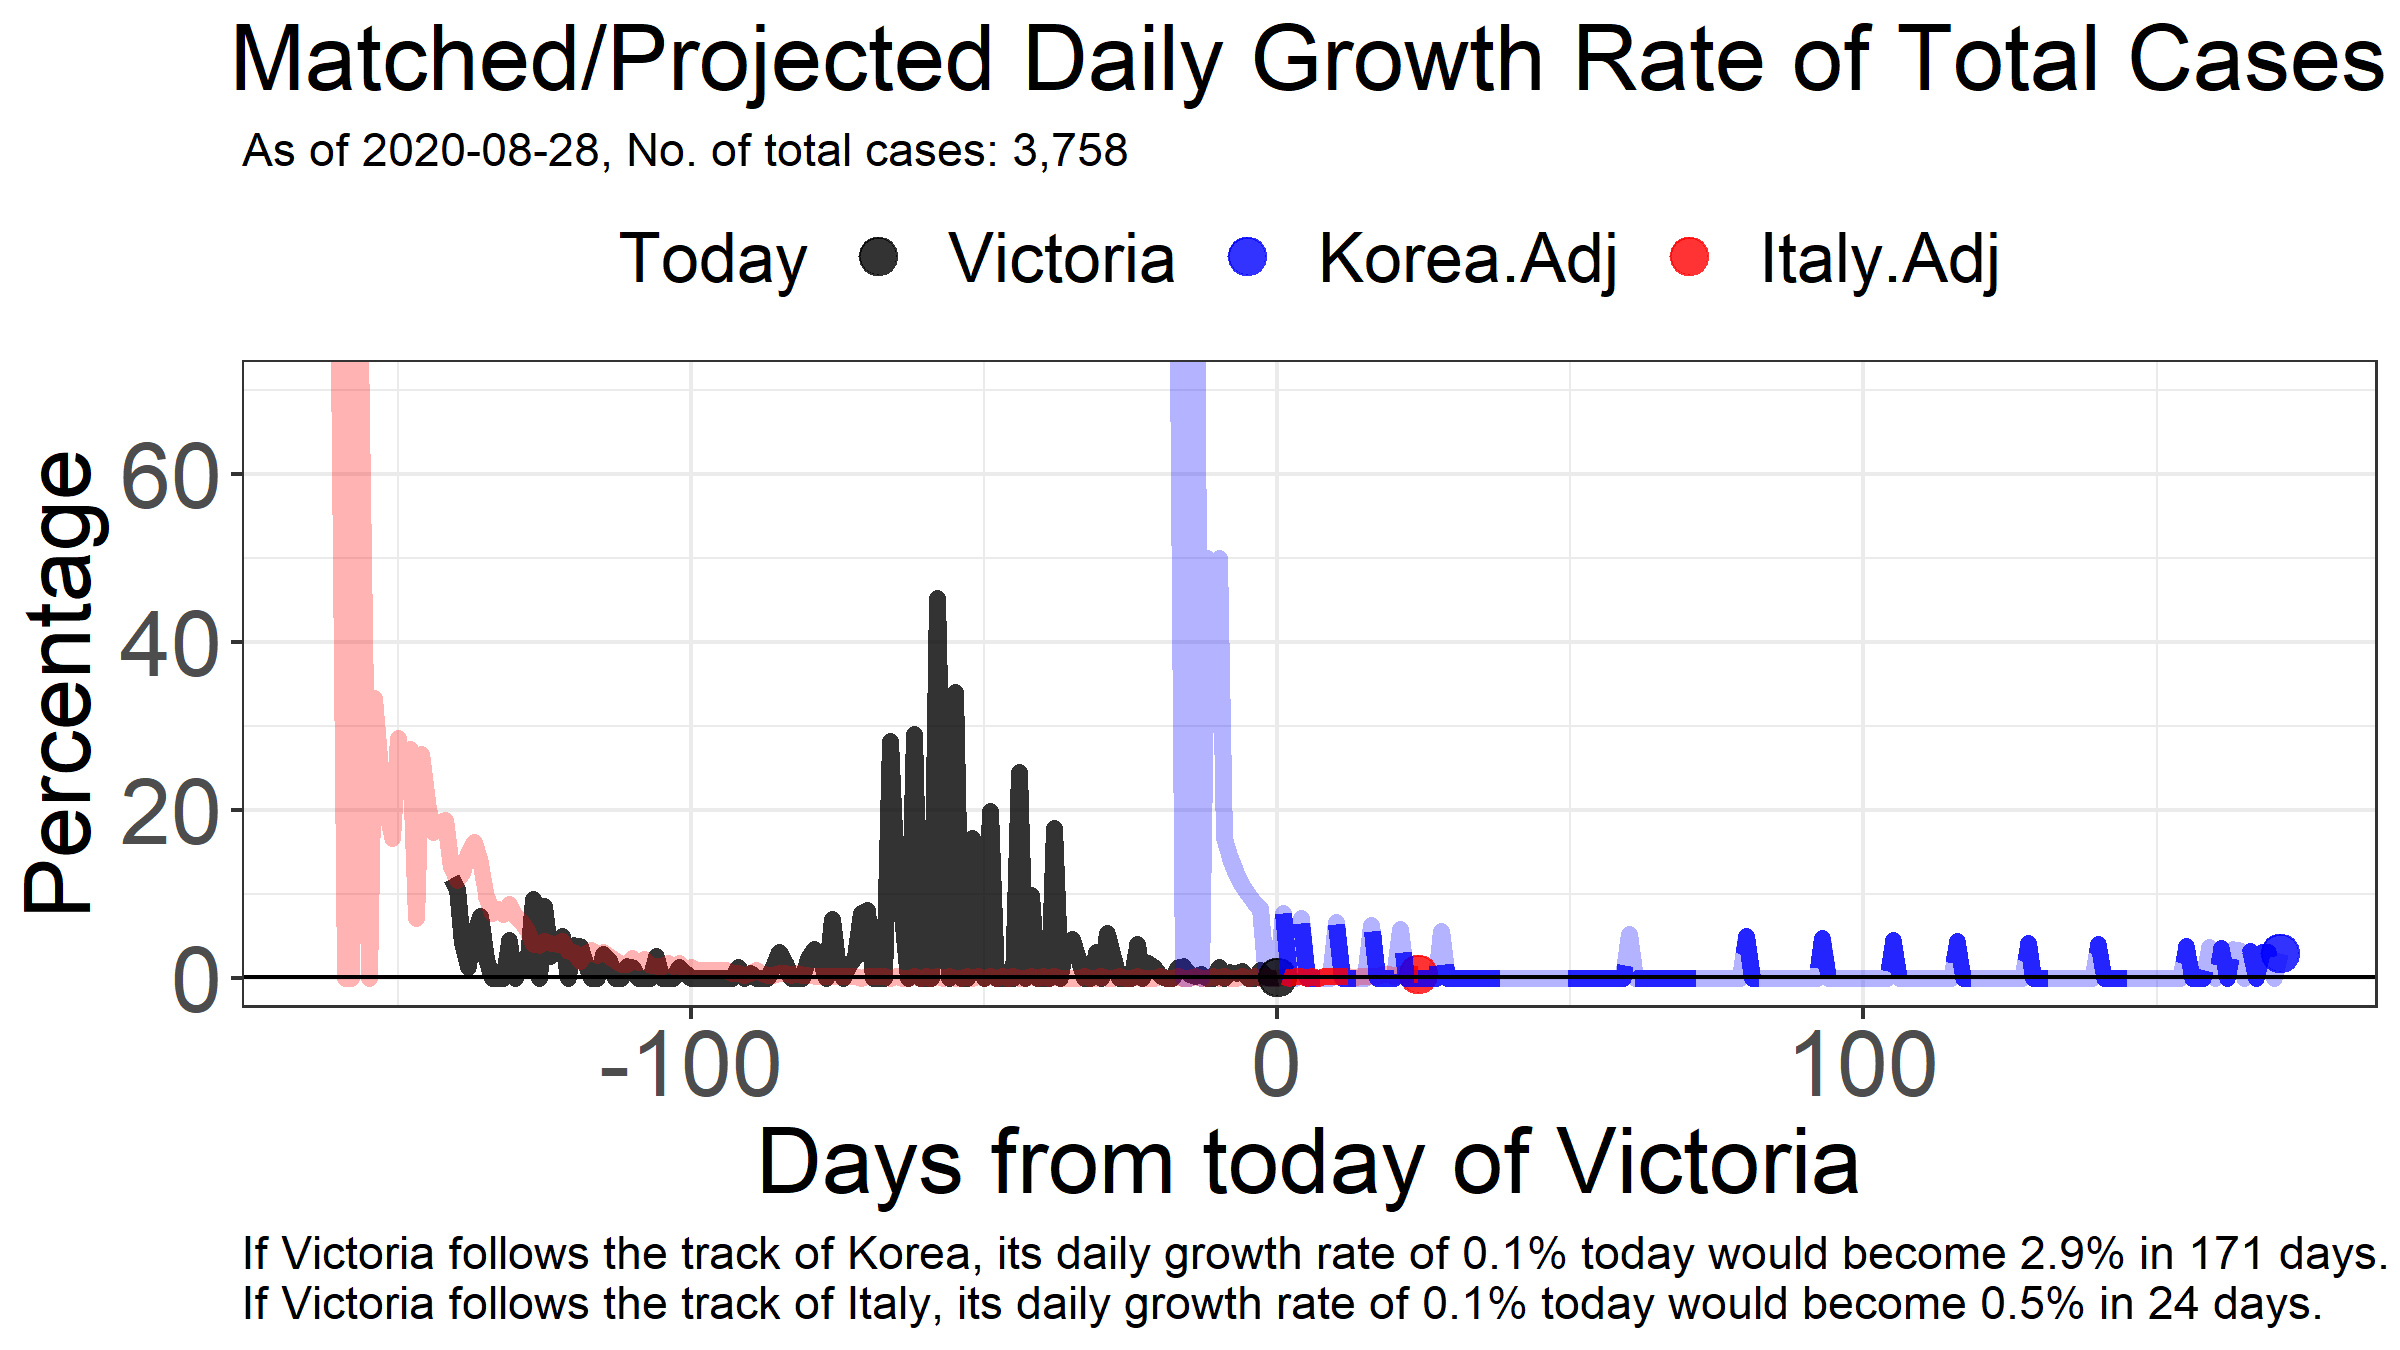 Matched/Projected Daily Growth Rate of Total Cases
As of 2020-08-28, No. of total cases: 3,758
Today Victoria Korea.Adj Italy.Adj
Percentage
60
40
20
0
-100 0 100
Days from today of Victoria
If Victoria follows the track of Korea, its daily growth rate of 0.1% today would become 2.9% in 171 days.
If Victoria follows the track of Italy, its daily growth rate of 0.1% today would become 0.5% in 24 days.